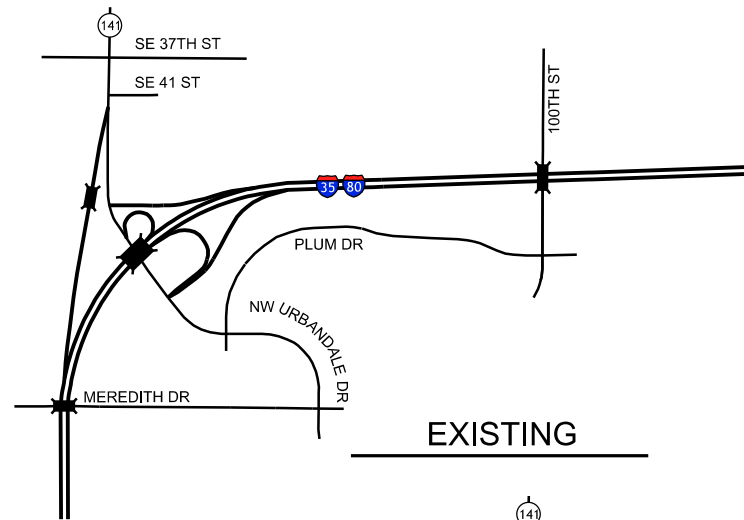 141
SE 37TH ST
SE 41 ST
100TH ST
35 80
PLUM DR
NW URBANDALE DR
MEREDITH DR
EXISTING
141